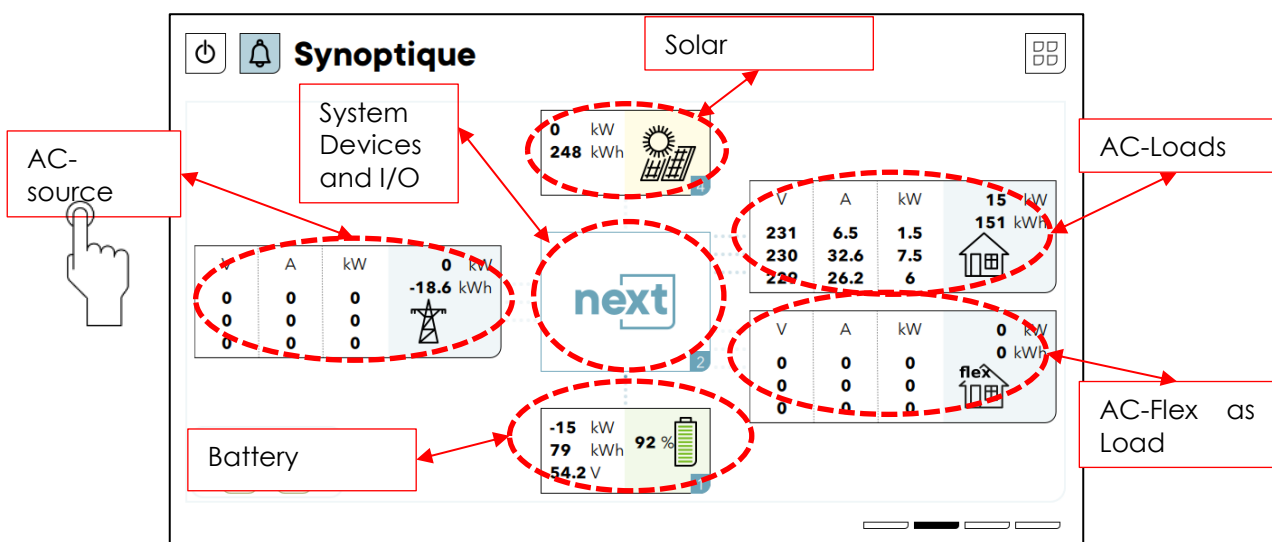 Synoptique
Solar
System
Devices
and I/O
AC-
source
AC-Loads
0 kW
248 kWh
4
V A kW 15 kW
151 kWh
231 6.5 1.5
230 32.6 7.5
229 26.2 6
V A kW 0 kW
-18.6 kWh
0 0 0
0 0 0
0 0 0
next
2
V A kW 0 kW
0 kWh
0 0 0
flex
0 0 0
0 0 0
AC-Flex as
Load
Battery
-15 kW
79 kWh
92 %
54.2 V
1